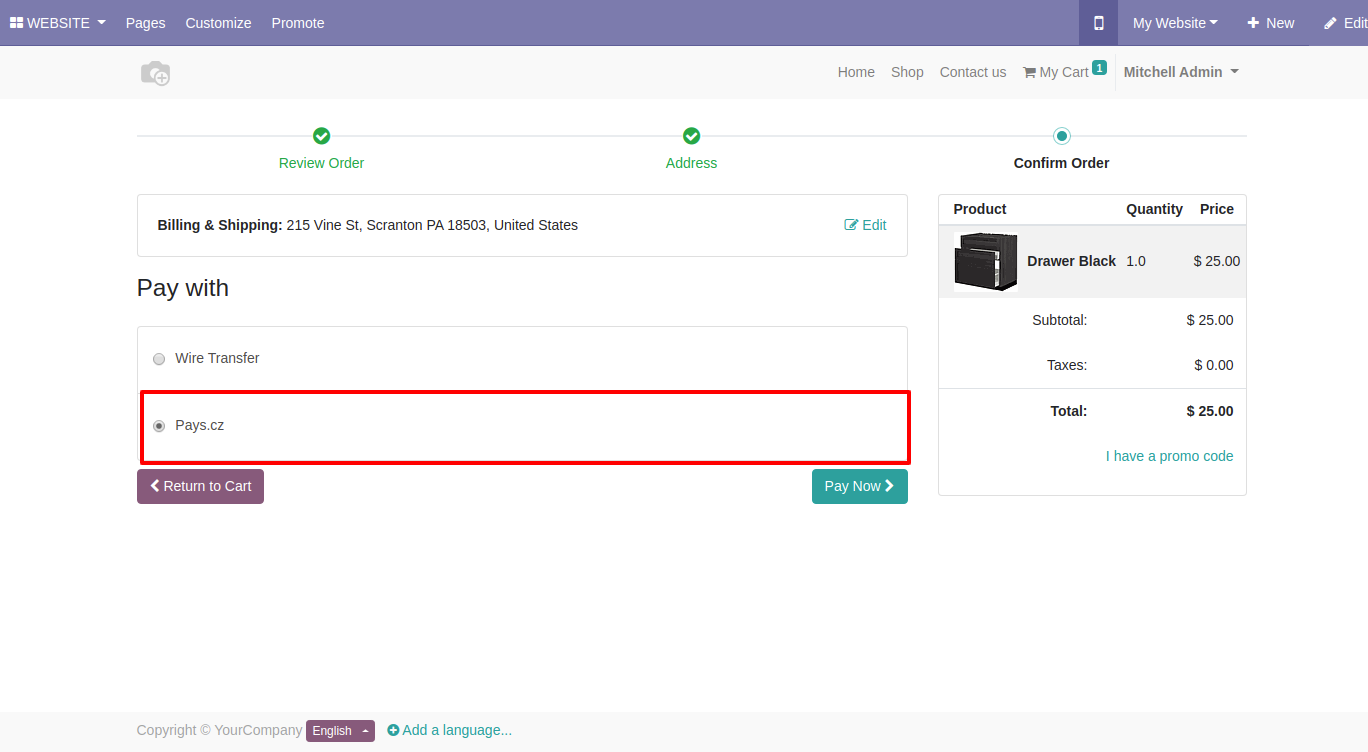 WEBSITE Pages Customize Promote My Website New Edit
Home Shop Contact us My Cart 1 Mitchell Admin
Review Order Address Confirm Order
Billing & Shipping: 215 Vine St, Scranton PA 18503, United States Edit
Pay with
Wire Transfer
Pays.cz
Return to Cart Pay Now
Product Quantity Price
Drawer Black 1.0 $ 25.00
Subtotal: $ 25.00
Taxes: $ 0.00
Total: $ 25.00
I have a promo code
Copyright © YourCompany English Add a language...